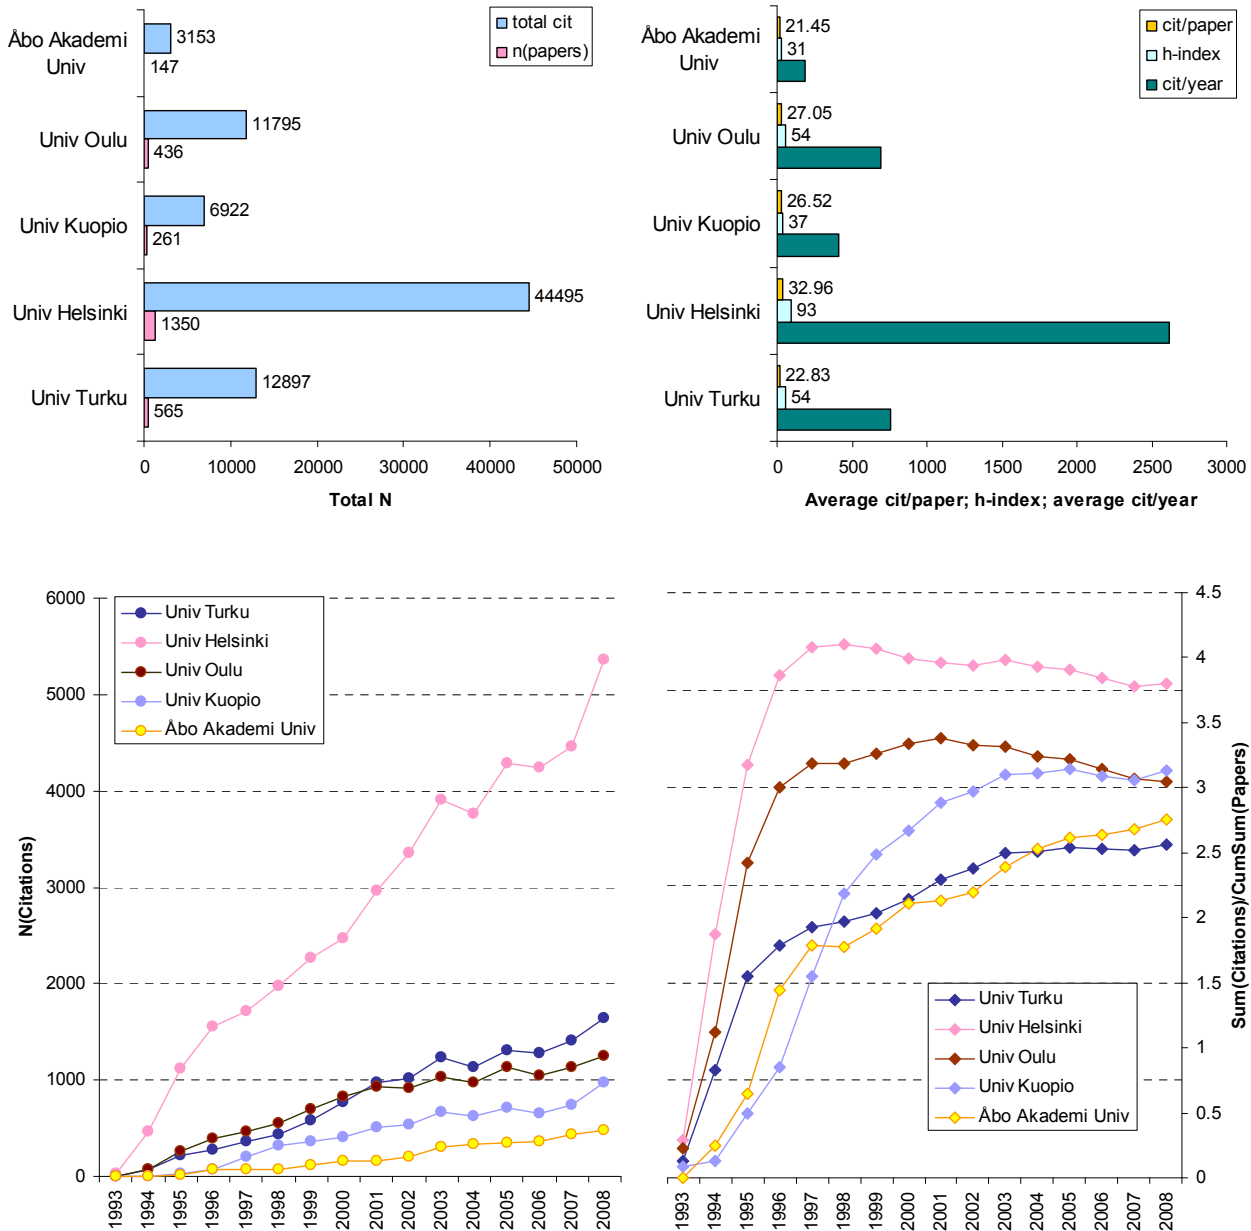 Åbo Akademi
Univ
3153
147
Univ Oulu
11795
436
Univ Kuopio
6922
261
Univ Helsinki
44495
1350
Univ Turku
12897
565
total cit
n(papers)
0 10000 20000 30000 40000 50000
Total N
Åbo Akademi
Univ
21.45
31
Univ Oulu
27.05
54
Univ Kuopio
26.52
37
Univ Helsinki
32.96
93
Univ Turku
22.83
54
cit/paper
h-index
cit/year
0 500 1000 1500 2000 2500 3000
Average cit/paper; h-index; average cit/year
N(Citations)
6000
5000
4000
3000
2000
1000
0
Univ Turku
Univ Helsinki
Univ Oulu
Univ Kuopio
Åbo Akademi Univ
1993 1994 1995 1996 1997 1998 1999 2000 2001 2002 2003 2004 2005 2006 2007 2008
4.5
4
3.5
3
2.5
2
1.5
1
0.5
0
Sum(Citations)/CumSum(Papers)
Univ Turku
Univ Helsinki
Univ Oulu
Univ Kuopio
Åbo Akademi Univ
1993 1994 1995 1996 1997 1998 1999 2000 2001 2002 2003 2004 2005 2006 2007 2008